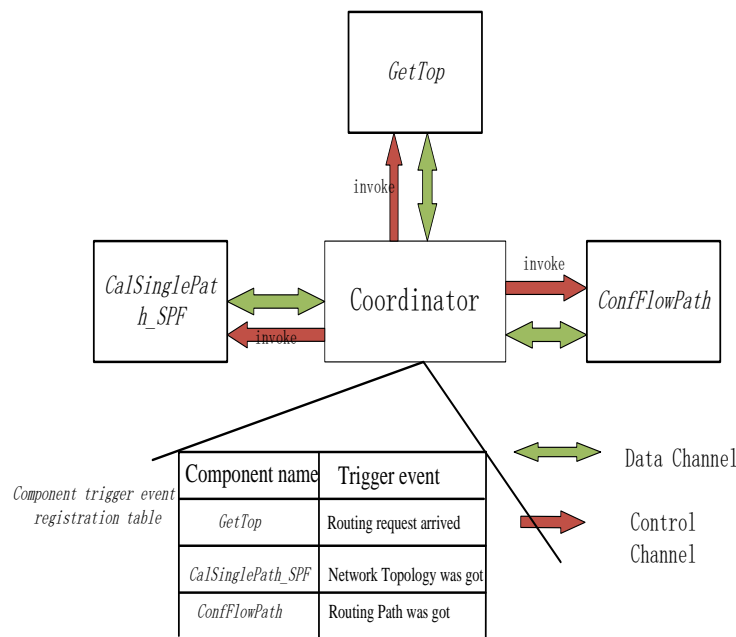 GetTop
invoke
CalSinglePat
h_SPF
invoke
Coordinator
invoke
ConfFlowPath
Component trigger event
registration table
Component name Trigger event
GetTop Routing request arrived
CalSinglePath_SPF Network Topology was got
ConfFlowPath Routing Path was got
Data Channel
Control
Channel